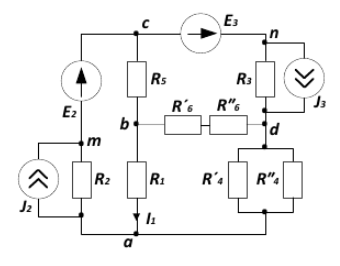 c
E₃
n
R₅
R₃
J₃
E₂
b
R′₆
R″₆
d
m
R₂
R₁
R′₄
R″₄
J₂
I₁
a